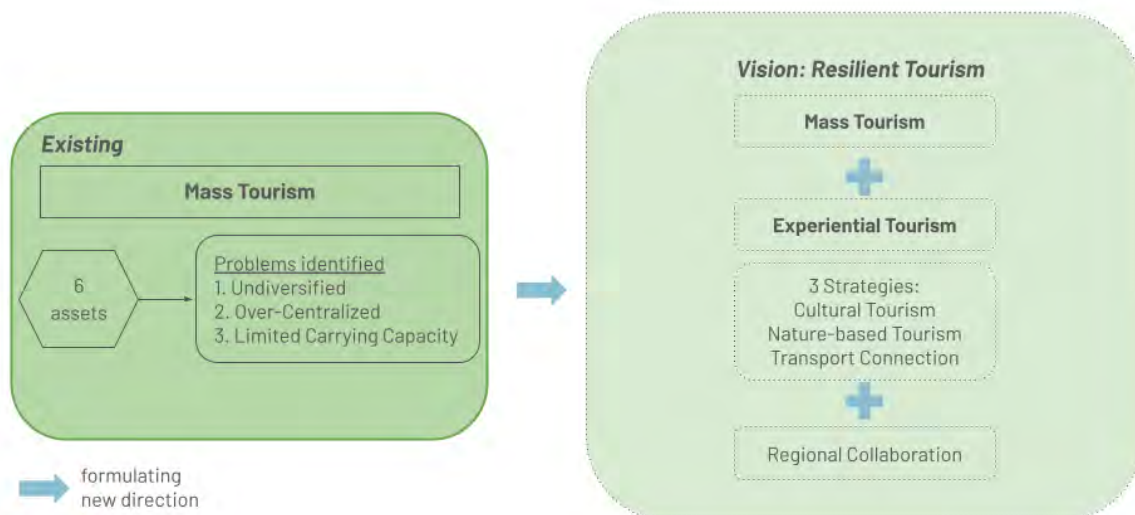 Existing
Mass Tourism
6
assets
Problems identified
1. Undiversified
2. Over-Centralized
3. Limited Carrying Capacity
formulating
new direction
Vision: Resilient Tourism
Mass Tourism
Experiential Tourism
3 Strategies:
Cultural Tourism
Nature-based Tourism
Transport Connection
Regional Collaboration